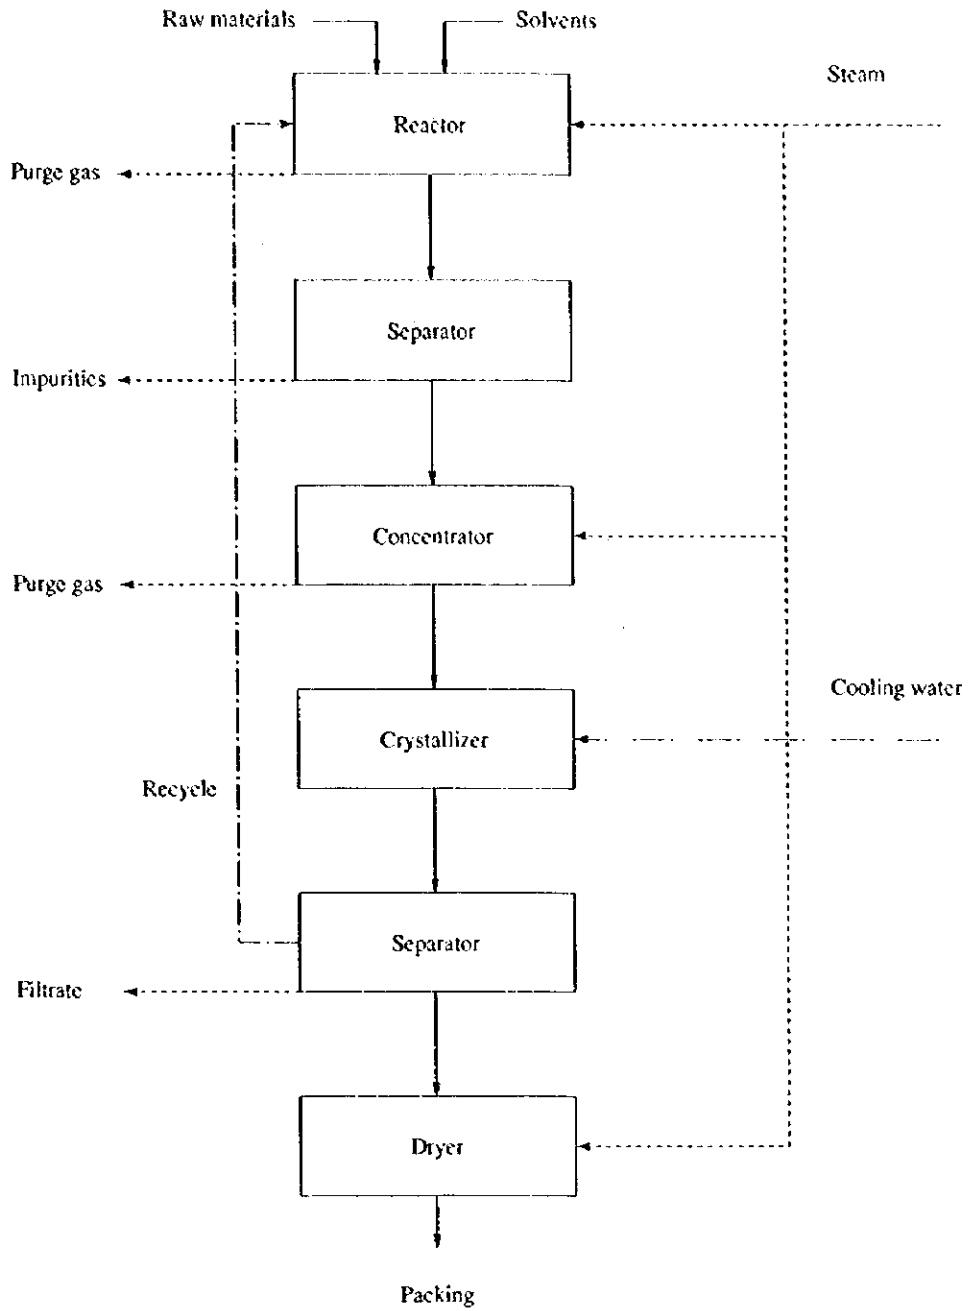 Raw materials
Solvents
Steam
Reactor
Purge gas
Separator
Impurities
Concentrator
Purge gas
Cooling water
Crystallizer
Recycle
Separator
Filtrate
Dryer
Packing